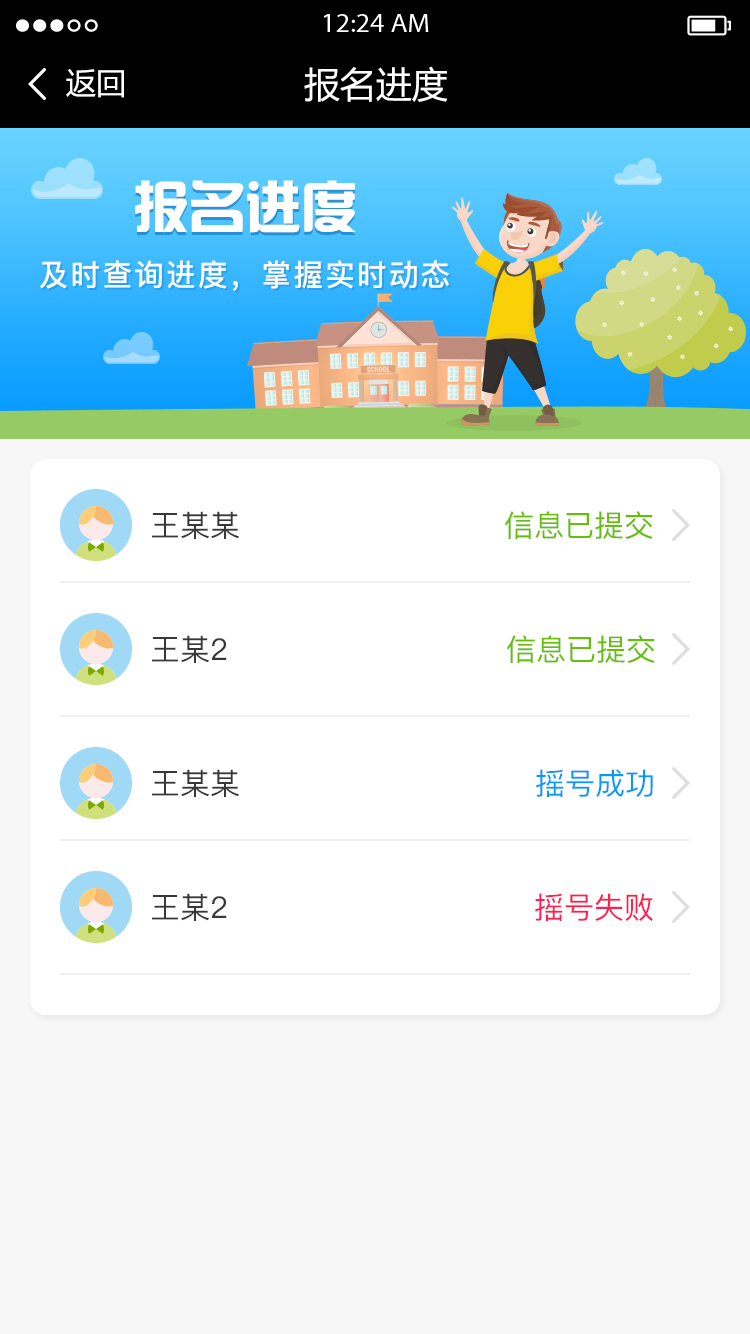 12:24 AM
返回
报名进度
报名进度
及时查询进度，掌握实时动态
SCHOOL
王某某 信息已提交
王某2 信息已提交
王某某 摇号成功
王某2 摇号失败